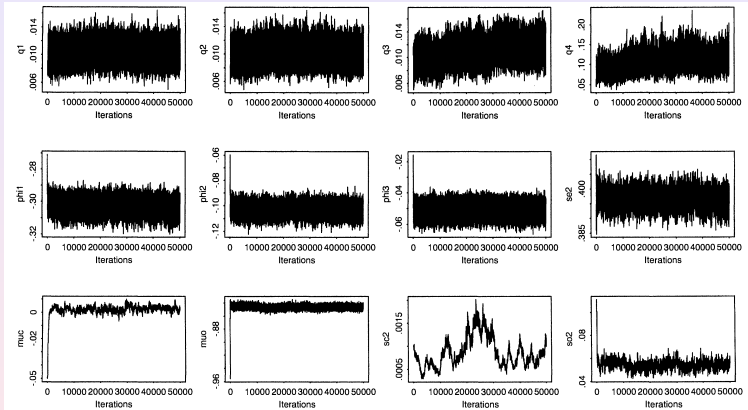 q1
.006 .010 .014
0 10000 20000 30000 40000 50000
Iterations
q2
.006 .010 .014
0 10000 20000 30000 40000 50000
Iterations
q3
.006 .010 .014
0 10000 20000 30000 40000 50000
Iterations
q4
.05 .10 .15 .20
0 10000 20000 30000 40000 50000
Iterations
phi1
-.32 -.30 -.28
0 10000 20000 30000 40000 50000
Iterations
phi2
-.12 -.10 -.08 -.06
0 10000 20000 30000 40000 50000
Iterations
phi3
-.06 -.04 -.02
0 10000 20000 30000 40000 50000
Iterations
se2
.385 .400
0 10000 20000 30000 40000 50000
Iterations
muc
-.05 -.02 0
0 10000 20000 30000 40000 50000
Iterations
muo
-.96 -.88
0 10000 20000 30000 40000 50000
Iterations
sc2
.0005 .0015
0 10000 20000 30000 40000 50000
Iterations
so2
.04 .08
0 10000 20000 30000 40000 50000
Iterations